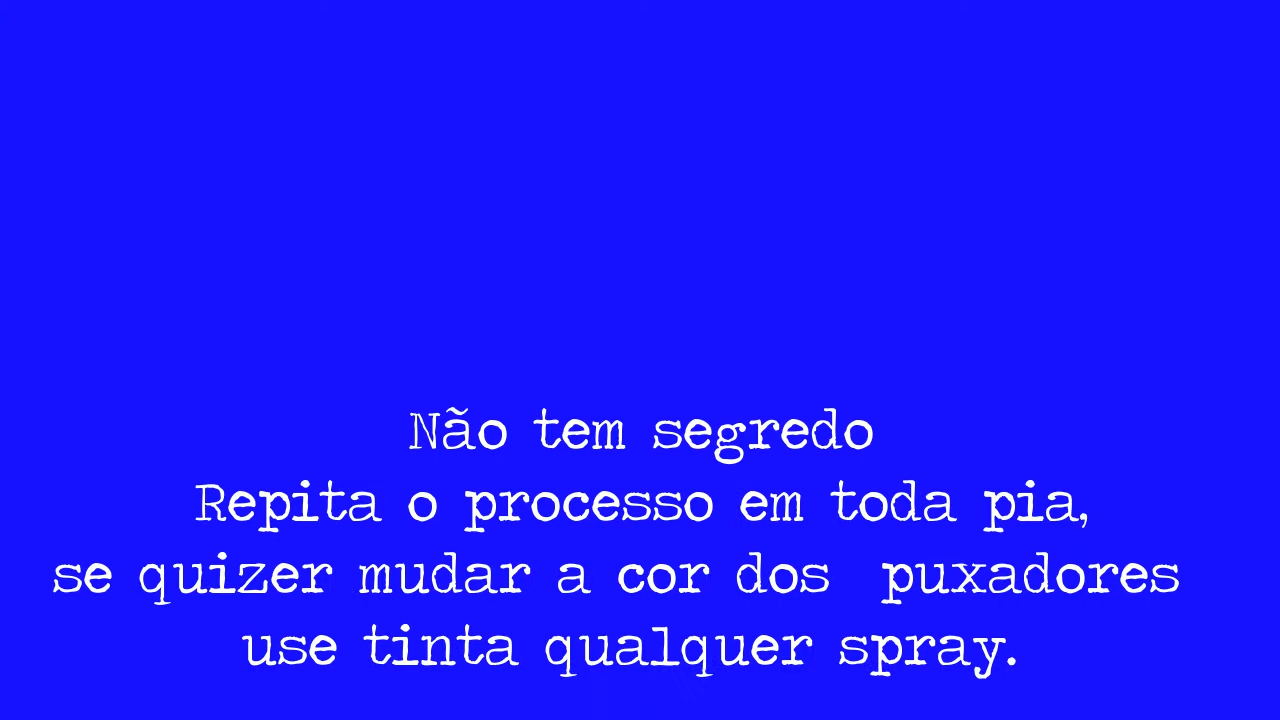 Não tem segredo
Repita o processo em toda pia,
se quizer mudar a cor dos  puxadores
use tinta qualquer spray.